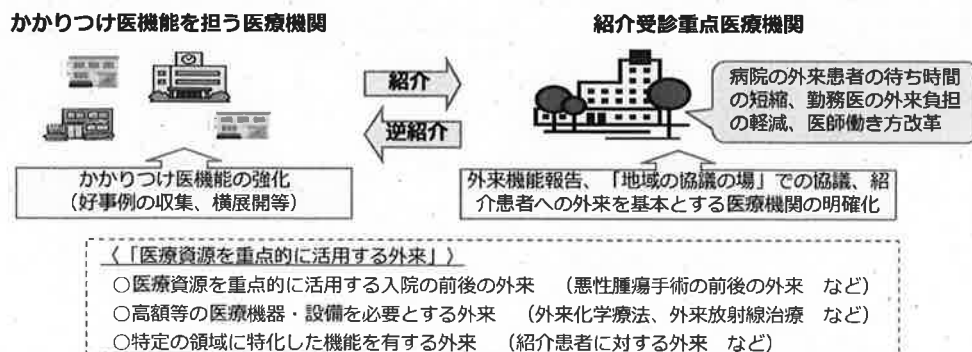 かかりつけ医機能を担う医療機関
紹介受診重点医療機関
紹介
逆紹介
病院の外来患者の待ち時間
の短縮、勤務医の外来負担
の軽減、医師働き方改革
かかりつけ医機能の強化
（好事例の収集、横展開等）
外来機能報告、「地域の協議の場」での協議、紹
介患者への外来を基本とする医療機関の明確化
〈「医療資源を重点的に活用する外来」〉
○医療資源を重点的に活用する入院の前後の外来　（悪性腫瘍手術の前後の外来　など）
○高額等の医療機器・設備を必要とする外来　（外来化学療法、外来放射線治療　など）
○特定の領域に特化した機能を有する外来　（紹介患者に対する外来　など）